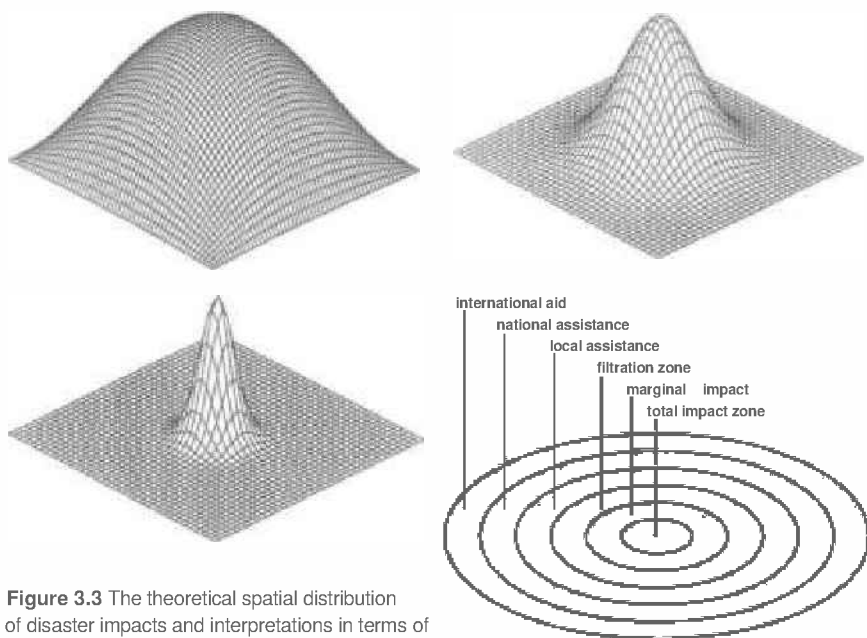 international aid
national assistance
local assistance
filtration zone
marginal impact
total impact zone
Figure 3.3 The theoretical spatial distribution
of disaster impacts and interpretations in terms of